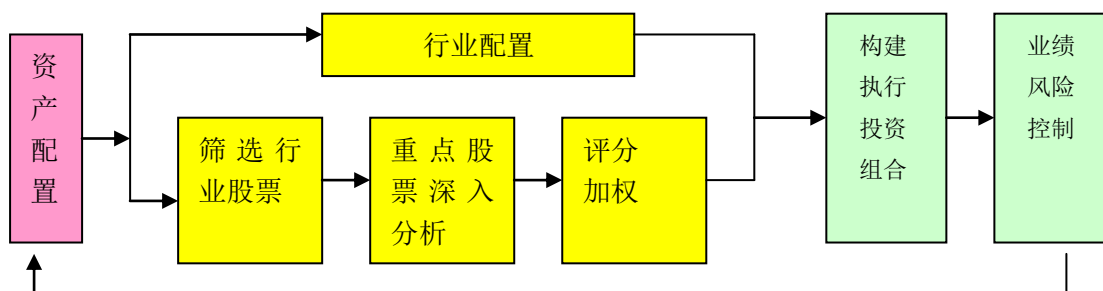 资
产
配
置
行业配置
筛选行
业股票
重点股
票深入
分析
评分
加权
构建
执行
投资
组合
业绩
风险
控制